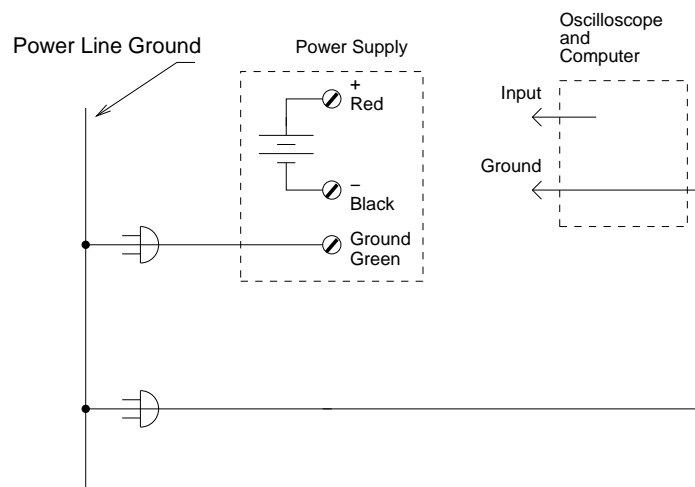 Power Line Ground
Power Supply
+
Red
–
Black
Ground
Green
Oscilloscope
and
Computer
Input
Ground